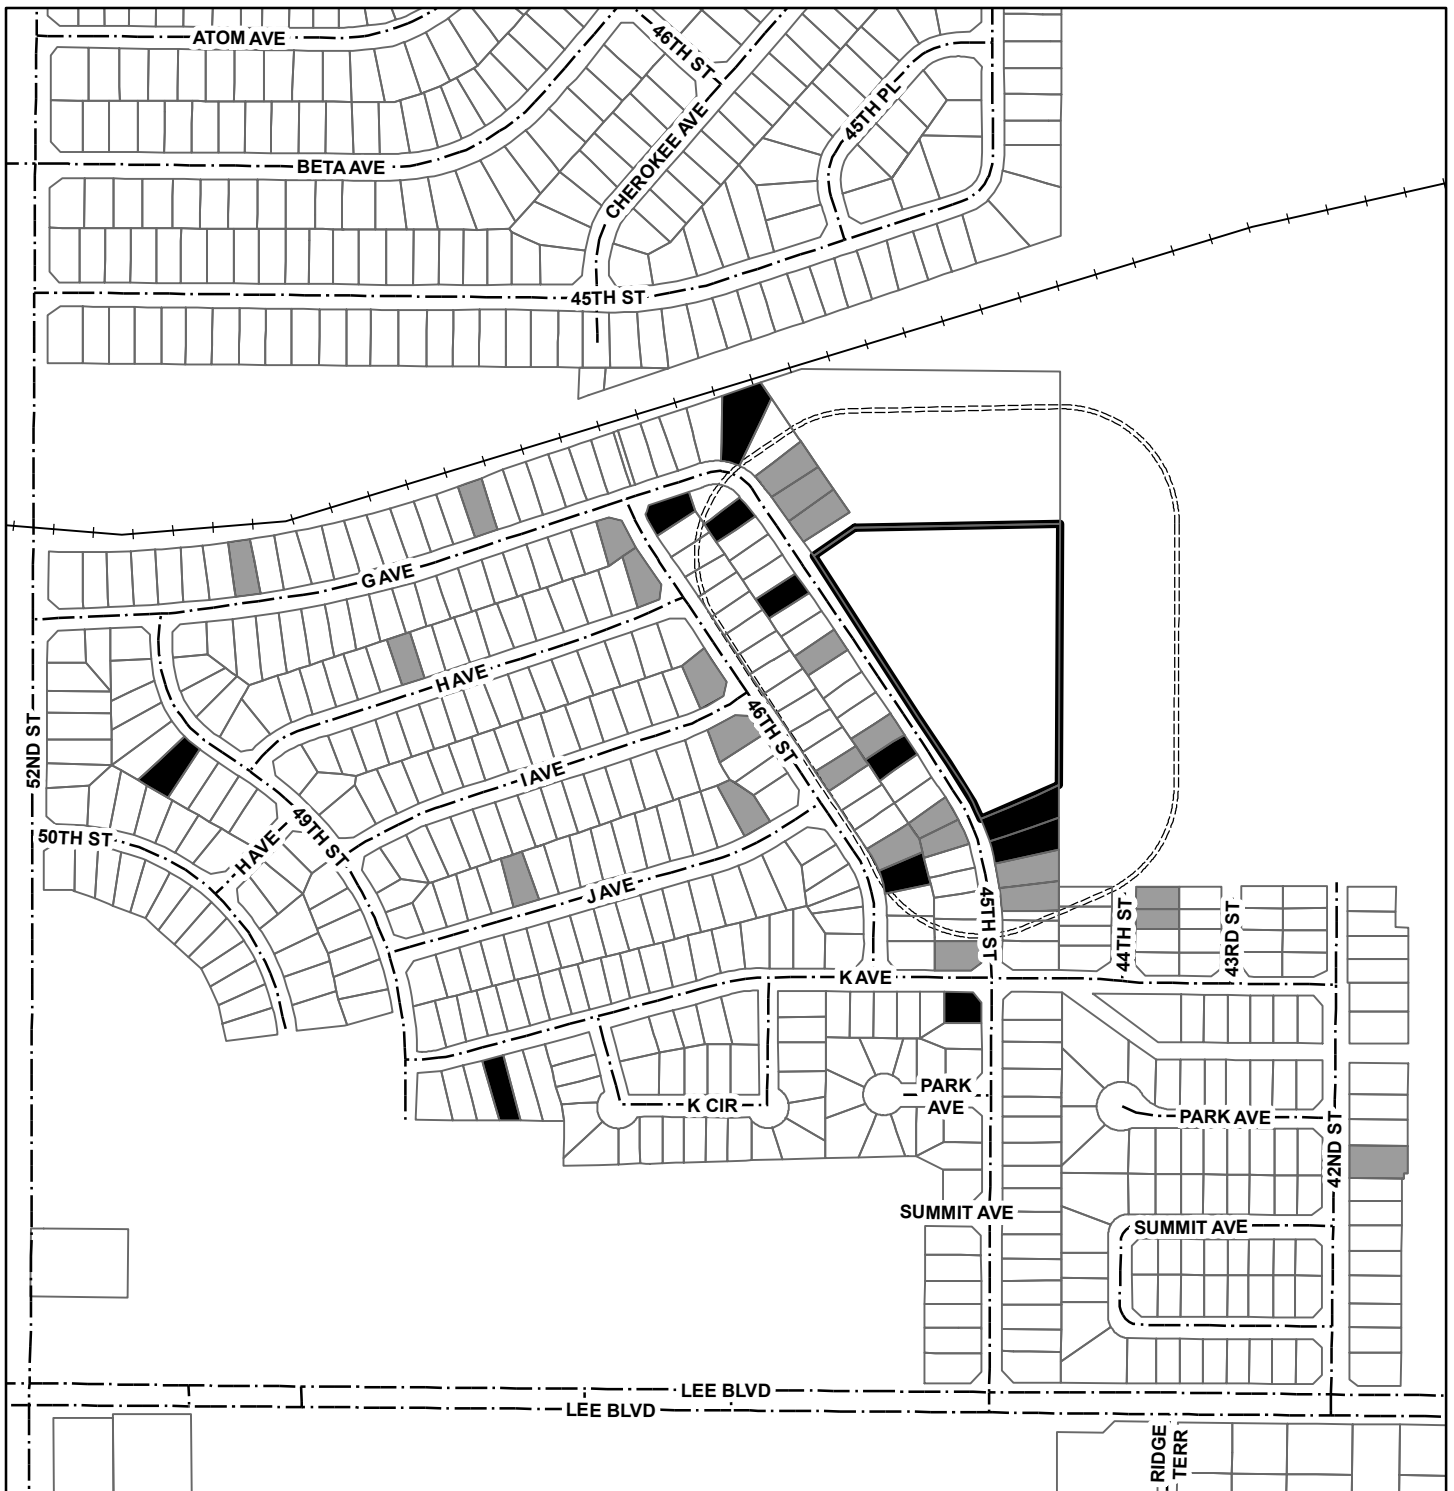 ATOM AVE
46TH ST
45TH PL
CHEROKEE AVE
BETA AVE
45TH ST
G AVE
H AVE
46TH ST
52ND ST
I AVE
49TH ST
50TH ST
H AVE
J AVE
45TH ST
44TH ST
43RD ST
K AVE
PARK
AVE
K CIR
PARK AVE
42ND ST
SUMMIT AVE
SUMMIT AVE
LEE BLVD
LEE BLVD
RIDGE
TERR